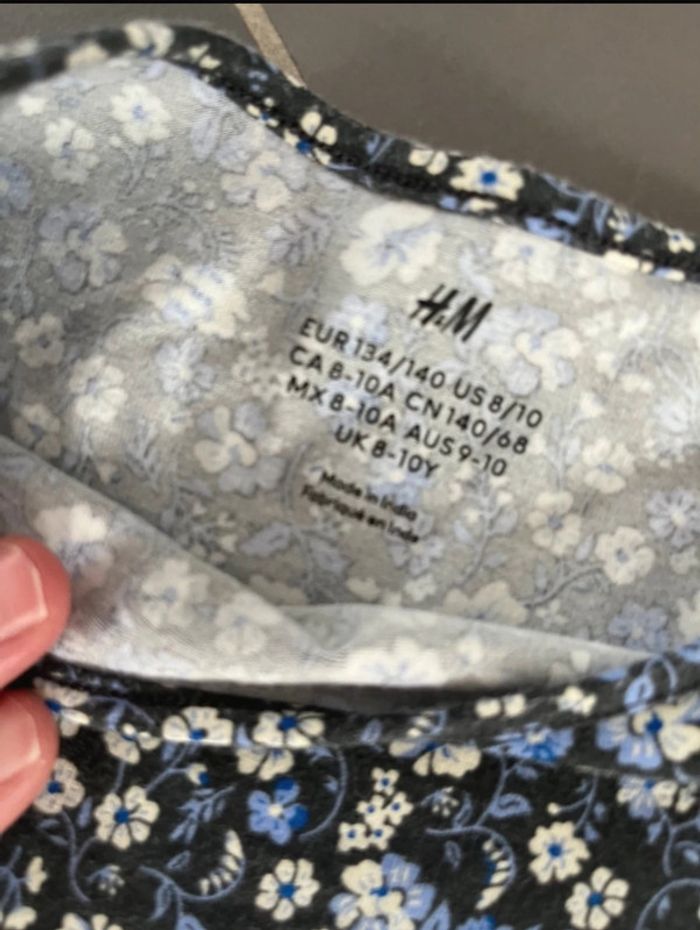 H&M
EUR 134/140 US 8/10
CA 8-10A CN 140/68
MX 8-10A AUS 9-10
UK 8-10Y
Made in India
Fabriqué en Inde